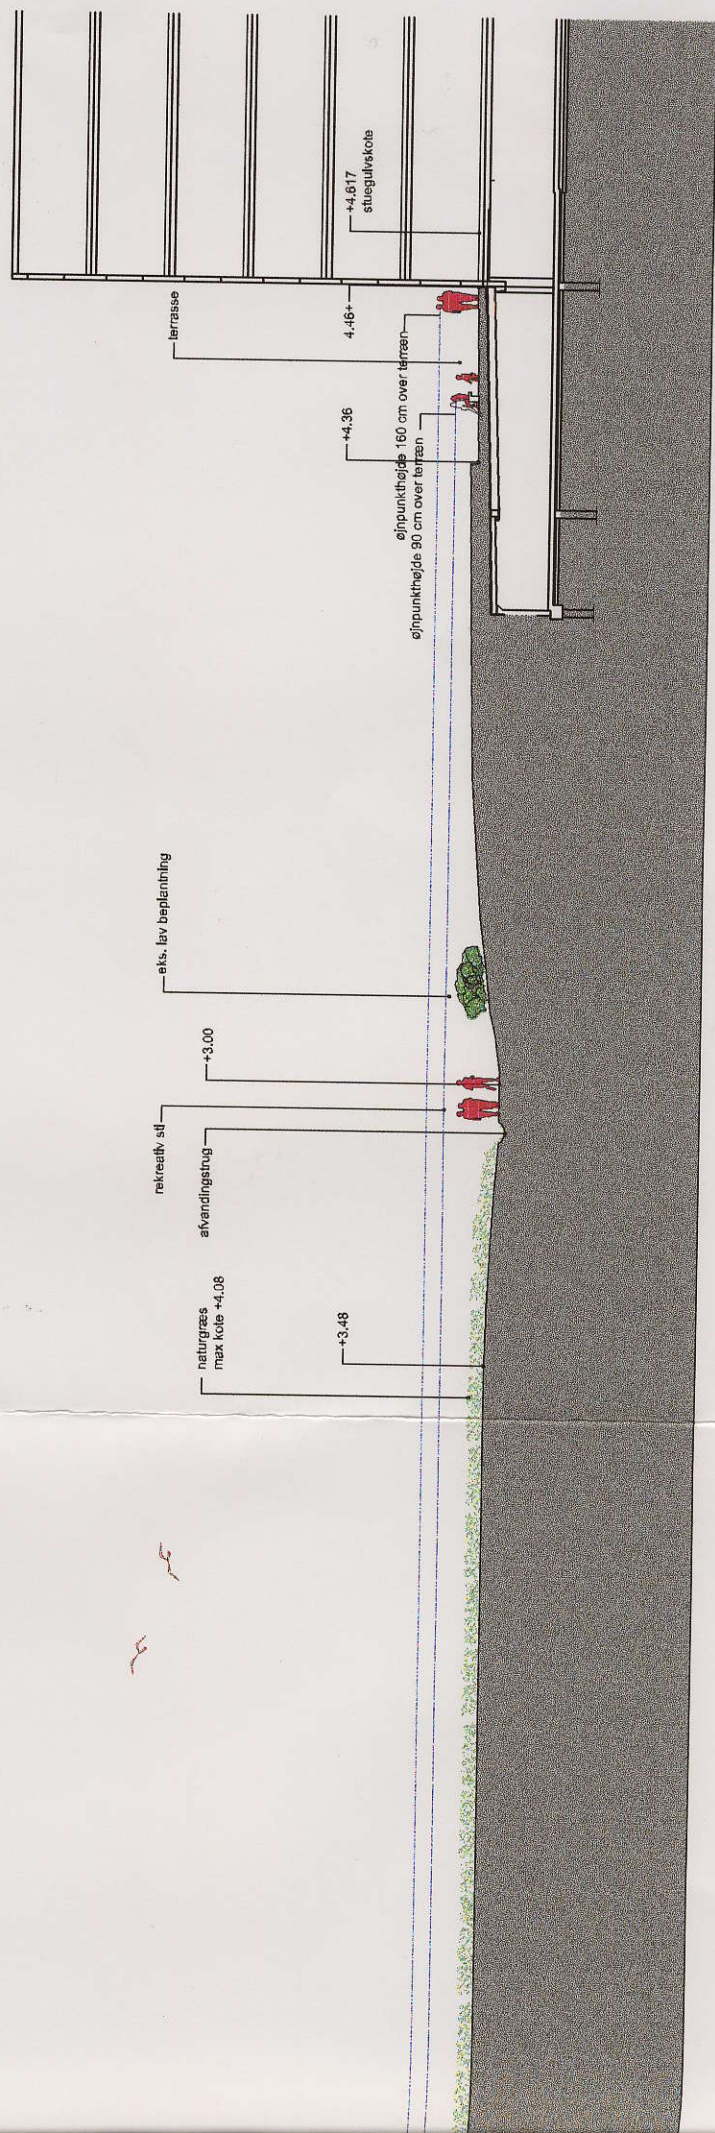 naturgræs
max kote +4.08
+3.48
afvandingstrug
rekreativ sti
+3.00
eks. lav beplantning
øjnpunkthøjde 90 cm over terræn
øjnpunkthøjde 160 cm over terræn
+4.36
terrasse
4.46+
+4.617
stuegulvskote